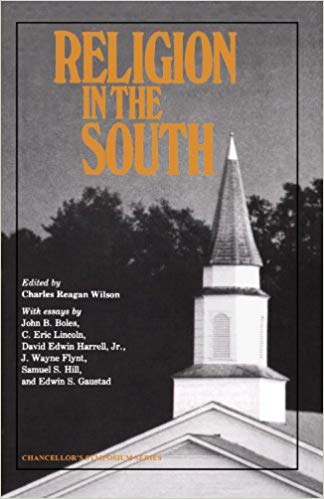 RELIGION
IN THE
SOUTH
Edited by
Charles Reagan Wilson
With essays by
John B. Boles,
C. Eric Lincoln,
David Edwin Harrell, Jr.,
J. Wayne Flynt,
Samuel S. Hill,
and Edwin S. Gaustad
CHANCELLOR'S SYMPOSIUM SERIES